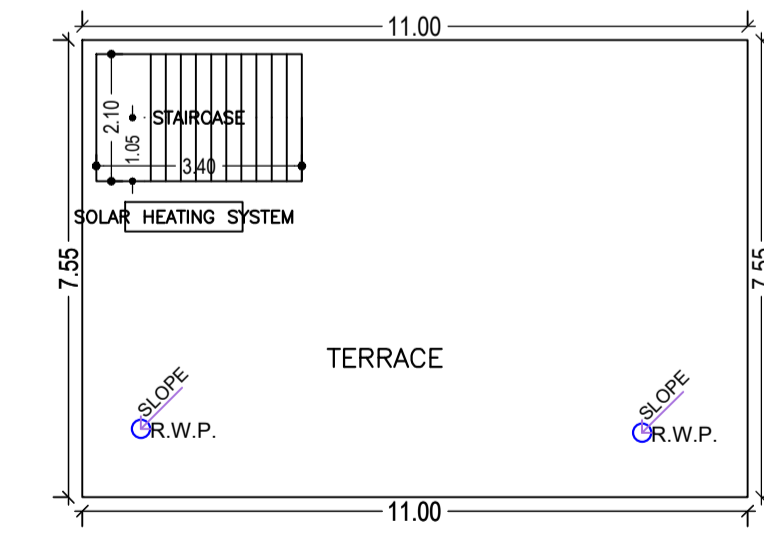 11.00
2.10
STAIRCASE
1.05
3.40
SOLAR HEATING SYSTEM
7.55
7.55
TERRACE
SLOPE
R.W.P.
SLOPE
R.W.P.
11.00